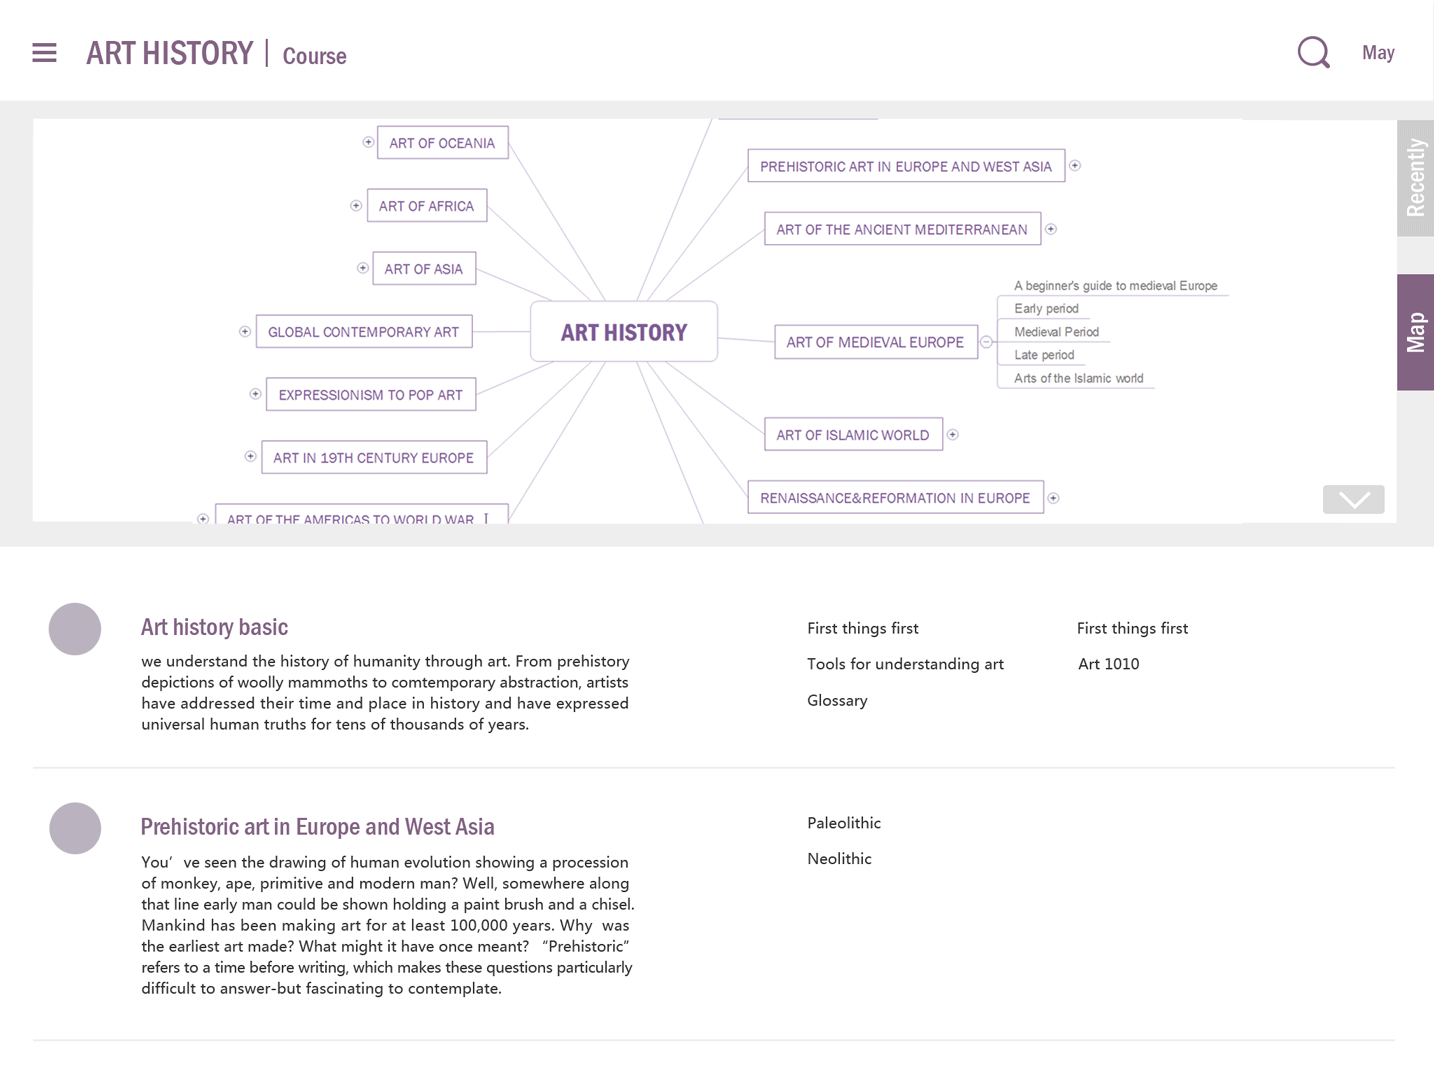 ART HISTORY | Course
May
Recently
Map
ART OF OCEANIA
ART OF AFRICA
ART OF ASIA
GLOBAL CONTEMPORARY ART
EXPRESSIONISM TO POP ART
ART IN 19TH CENTURY EUROPE
ART OF THE AMERICAS TO WORLD WAR I
ART HISTORY
PREHISTORIC ART IN EUROPE AND WEST ASIA
ART OF THE ANCIENT MEDITERRANEAN
ART OF MEDIEVAL EUROPE
A beginner's guide to medieval Europe
Early period
Medieval Period
Late period
Arts of the Islamic world
ART OF ISLAMIC WORLD
RENAISSANCE&REFORMATION IN EUROPE
Art history basic
we understand the history of humanity through art. From prehistory
depictions of woolly mammoths to comtemporary abstraction, artists
have addressed their time and place in history and have expressed
universal human truths for tens of thousands of years.
First things first
Tools for understanding art
Glossary
First things first
Art 1010
Prehistoric art in Europe and West Asia
You' ve seen the drawing of human evolution showing a procession
of monkey, ape, primitive and modern man? Well, somewhere along
that line early man could be shown holding a paint brush and a chisel.
Mankind has been making art for at least 100,000 years. Why  was
the earliest art made? What might it have once meant?  “Prehistoric”
refers to a time before writing, which makes these questions particularly
difficult to answer-but fascinating to contemplate.
Paleolithic
Neolithic